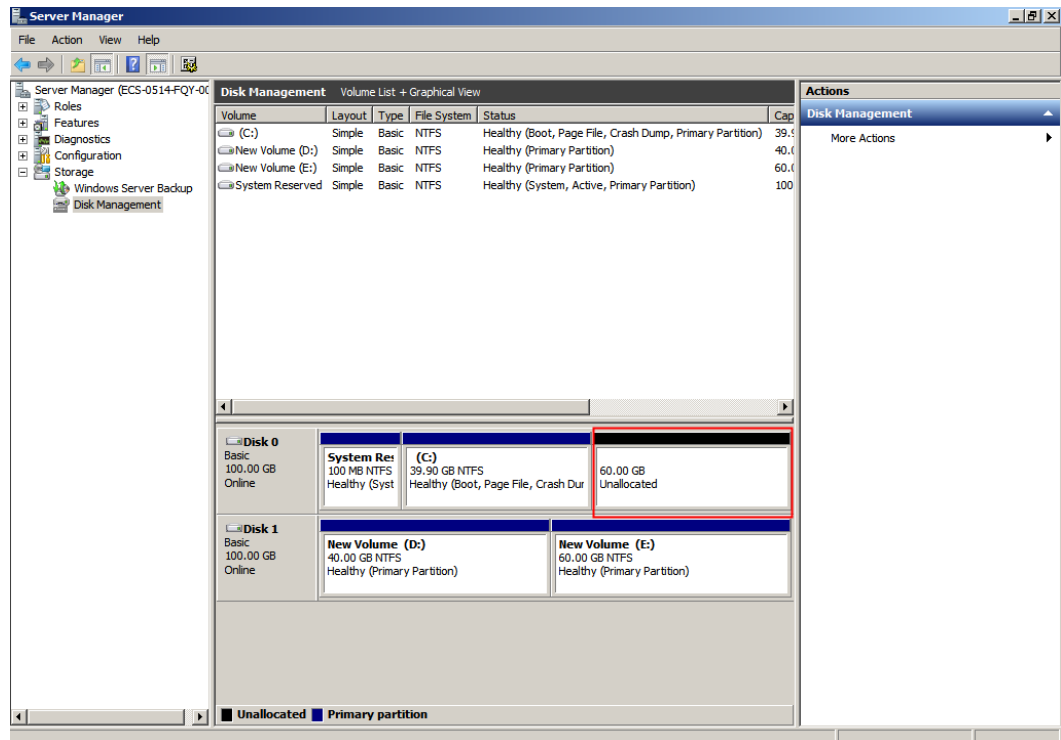 Server Manager
File Action View Help
Server Manager (ECS-0514-FQY-0
Roles
Features
Diagnostics
Configuration
Storage
Windows Server Backup
Disk Management
Disk Management Volume List + Graphical View
Volume Layout Type File System Status Cap
(C:) Simple Basic NTFS Healthy (Boot, Page File, Crash Dump, Primary Partition) 39.9
New Volume (D:) Simple Basic NTFS Healthy (Primary Partition) 40.0
New Volume (E:) Simple Basic NTFS Healthy (Primary Partition) 60.0
System Reserved Simple Basic NTFS Healthy (System, Active, Primary Partition) 100
Disk 0
Basic
100.00 GB
Online
System Res
100 MB NTFS
Healthy (Syst
(C:)
39.90 GB NTFS
Healthy (Boot, Page File, Crash Dur
60.00 GB
Unallocated
Disk 1
Basic
100.00 GB
Online
New Volume (D:)
40.00 GB NTFS
Healthy (Primary Partition)
New Volume (E:)
60.00 GB NTFS
Healthy (Primary Partition)
Unallocated Primary partition
Actions
Disk Management
More Actions